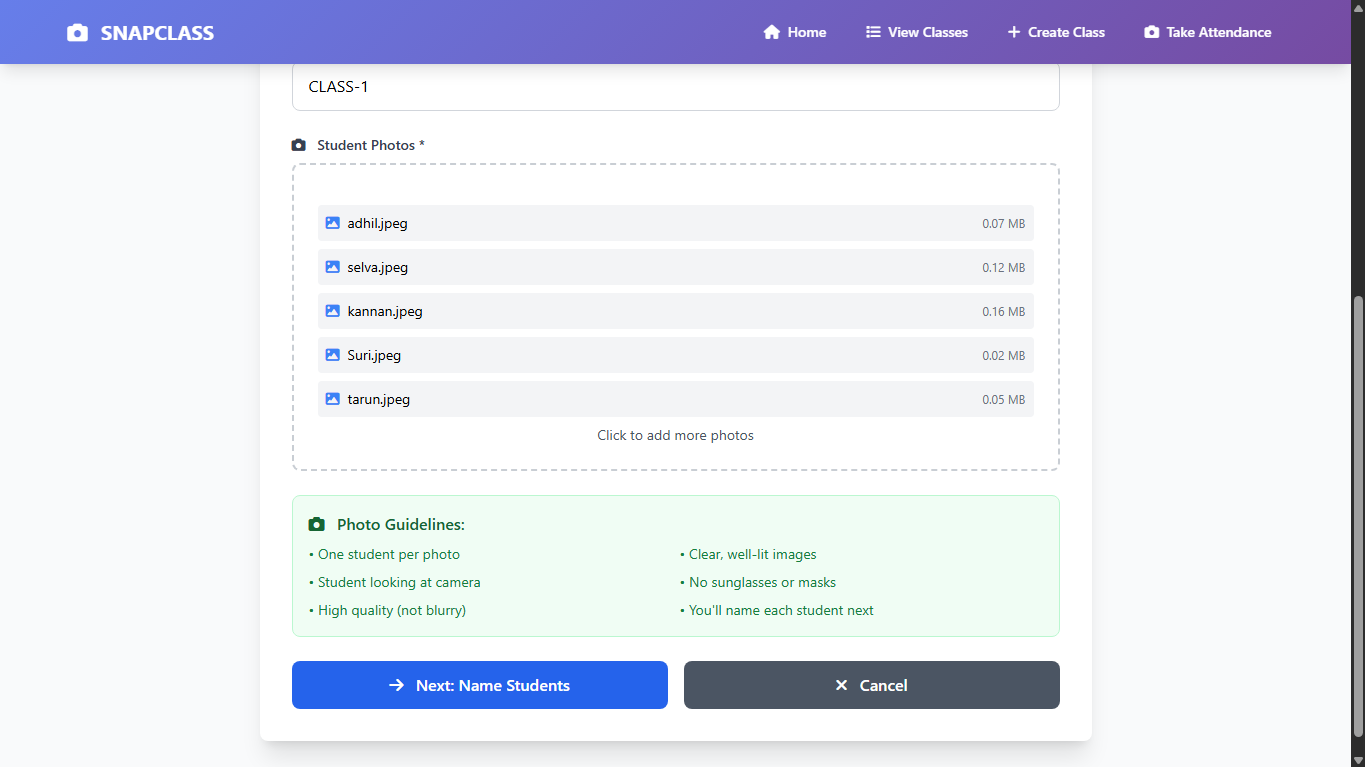 SNAPCLASS
Home
View Classes
Create Class
Take Attendance
CLASS-1
Student Photos *
adhil.jpeg 0.07 MB
selva.jpeg 0.12 MB
kannan.jpeg 0.16 MB
Suri.jpeg 0.02 MB
tarun.jpeg 0.05 MB
Click to add more photos
Photo Guidelines:
• One student per photo
• Clear, well-lit images
• Student looking at camera
• No sunglasses or masks
• High quality (not blurry)
• You'll name each student next
Next: Name Students
Cancel